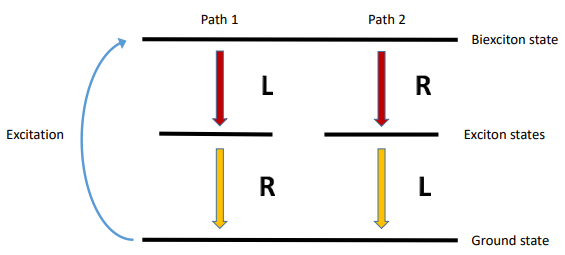 Path 1
Path 2
Biexciton state
L
R
Excitation
Exciton states
R
L
Ground state